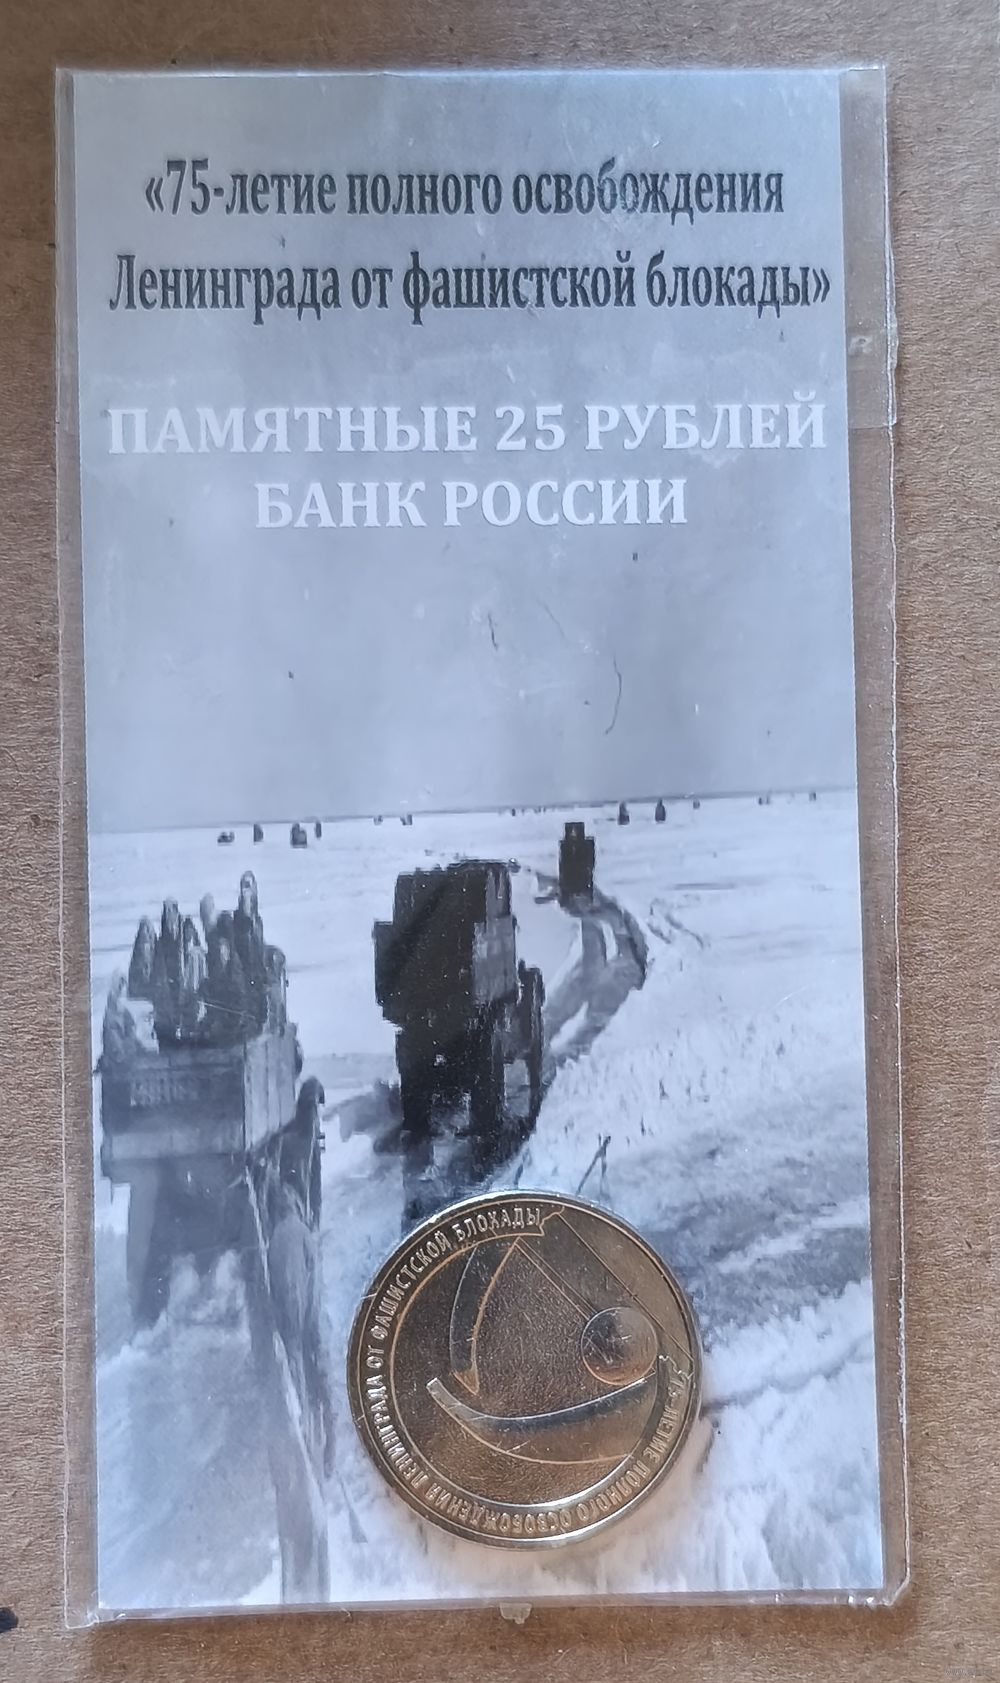 «75-летие полного освобождения
Ленинграда от фашистской блокады»
ПАМЯТНЫЕ 25 РУБЛЕЙ
БАНК РОССИИ
75-ЛЕТИЕ ПОЛНОГО ОСВОБОЖДЕНИЯ ЛЕНИНГРАДА ОТ ФАШИСТСКОЙ БЛОКАДЫ